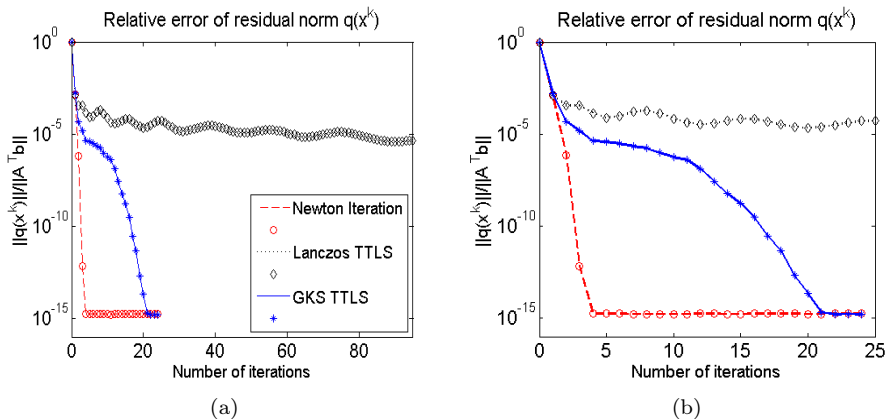 Relative error of residual norm q(x^k)
||q(x^k)||/||A^T b||
10^0
10^-5
10^-10
10^-15
0 20 40 60 80
Number of iterations
Newton Iteration
Lanczos TTLS
GKS TTLS
(a)
Relative error of residual norm q(x^k)
||q(x^k)||/||A^T b||
10^0
10^-5
10^-10
10^-15
0 5 10 15 20 25
Number of iterations
(b)